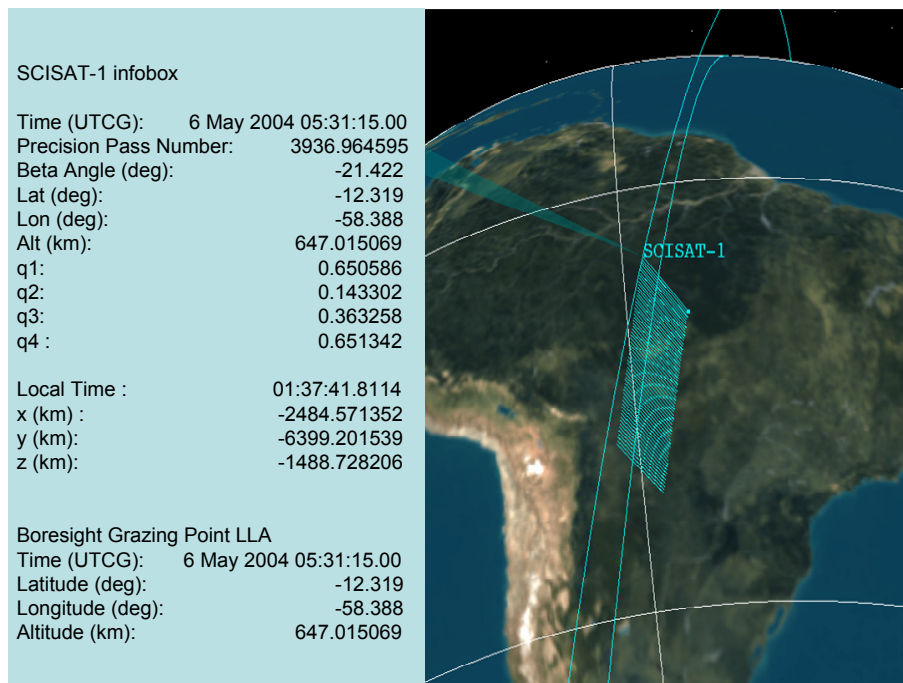 SCISAT-1 infobox
Time (UTCG): 6 May 2004 05:31:15.00
Precision Pass Number: 3936.964595
Beta Angle (deg): -21.422
Lat (deg): -12.319
Lon (deg): -58.388
Alt (km): 647.015069
q1: 0.650586
q2: 0.143302
q3: 0.363258
q4 : 0.651342
Local Time : 01:37:41.8114
x (km) : -2484.571352
y (km): -6399.201539
z (km): -1488.728206
Boresight Grazing Point LLA
Time (UTCG): 6 May 2004 05:31:15.00
Latitude (deg): -12.319
Longitude (deg): -58.388
Altitude (km): 647.015069
SCISAT-1